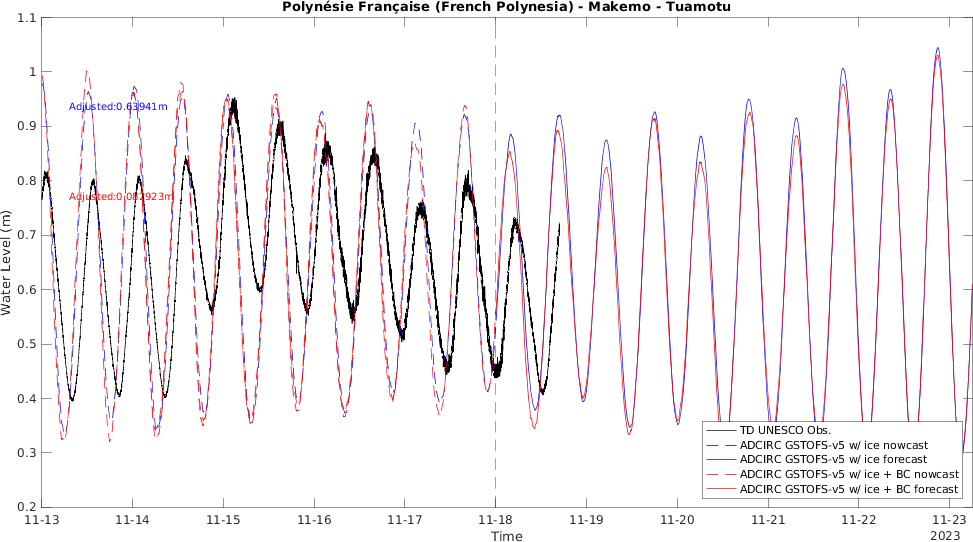 Polynésie Française (French Polynesia) - Makemo - Tuamotu
1.1
1
0.9
0.8
0.7
0.6
0.5
0.4
0.3
0.2
Water Level (m)
Adjusted:0.63941m
Adjusted:0.082923m
TD UNESCO Obs.
ADCIRC GSTOFS-v5 w/ ice nowcast
ADCIRC GSTOFS-v5 w/ ice forecast
ADCIRC GSTOFS-v5 w/ ice + BC nowcast
ADCIRC GSTOFS-v5 w/ ice + BC forecast
11-13 11-14 11-15 11-16 11-17 11-18 11-19 11-20 11-21 11-22 11-23
2023
Time